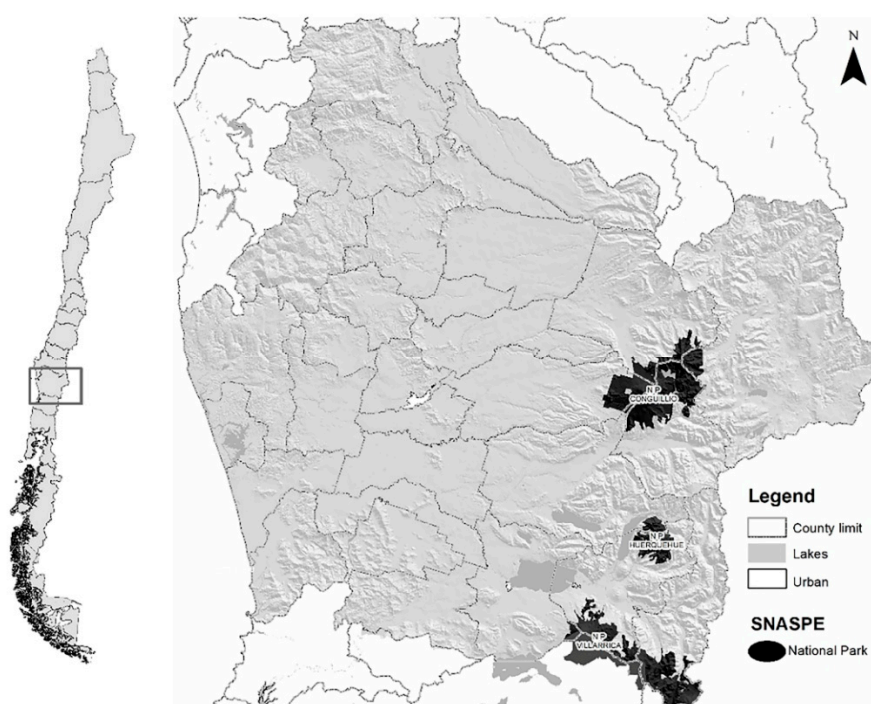 N
N P
CONGUILLIO
Legend
County limit
N P
HUERQUEHUE
Lakes
Urban
SNASPE
N P
VILLARRICA
National Park